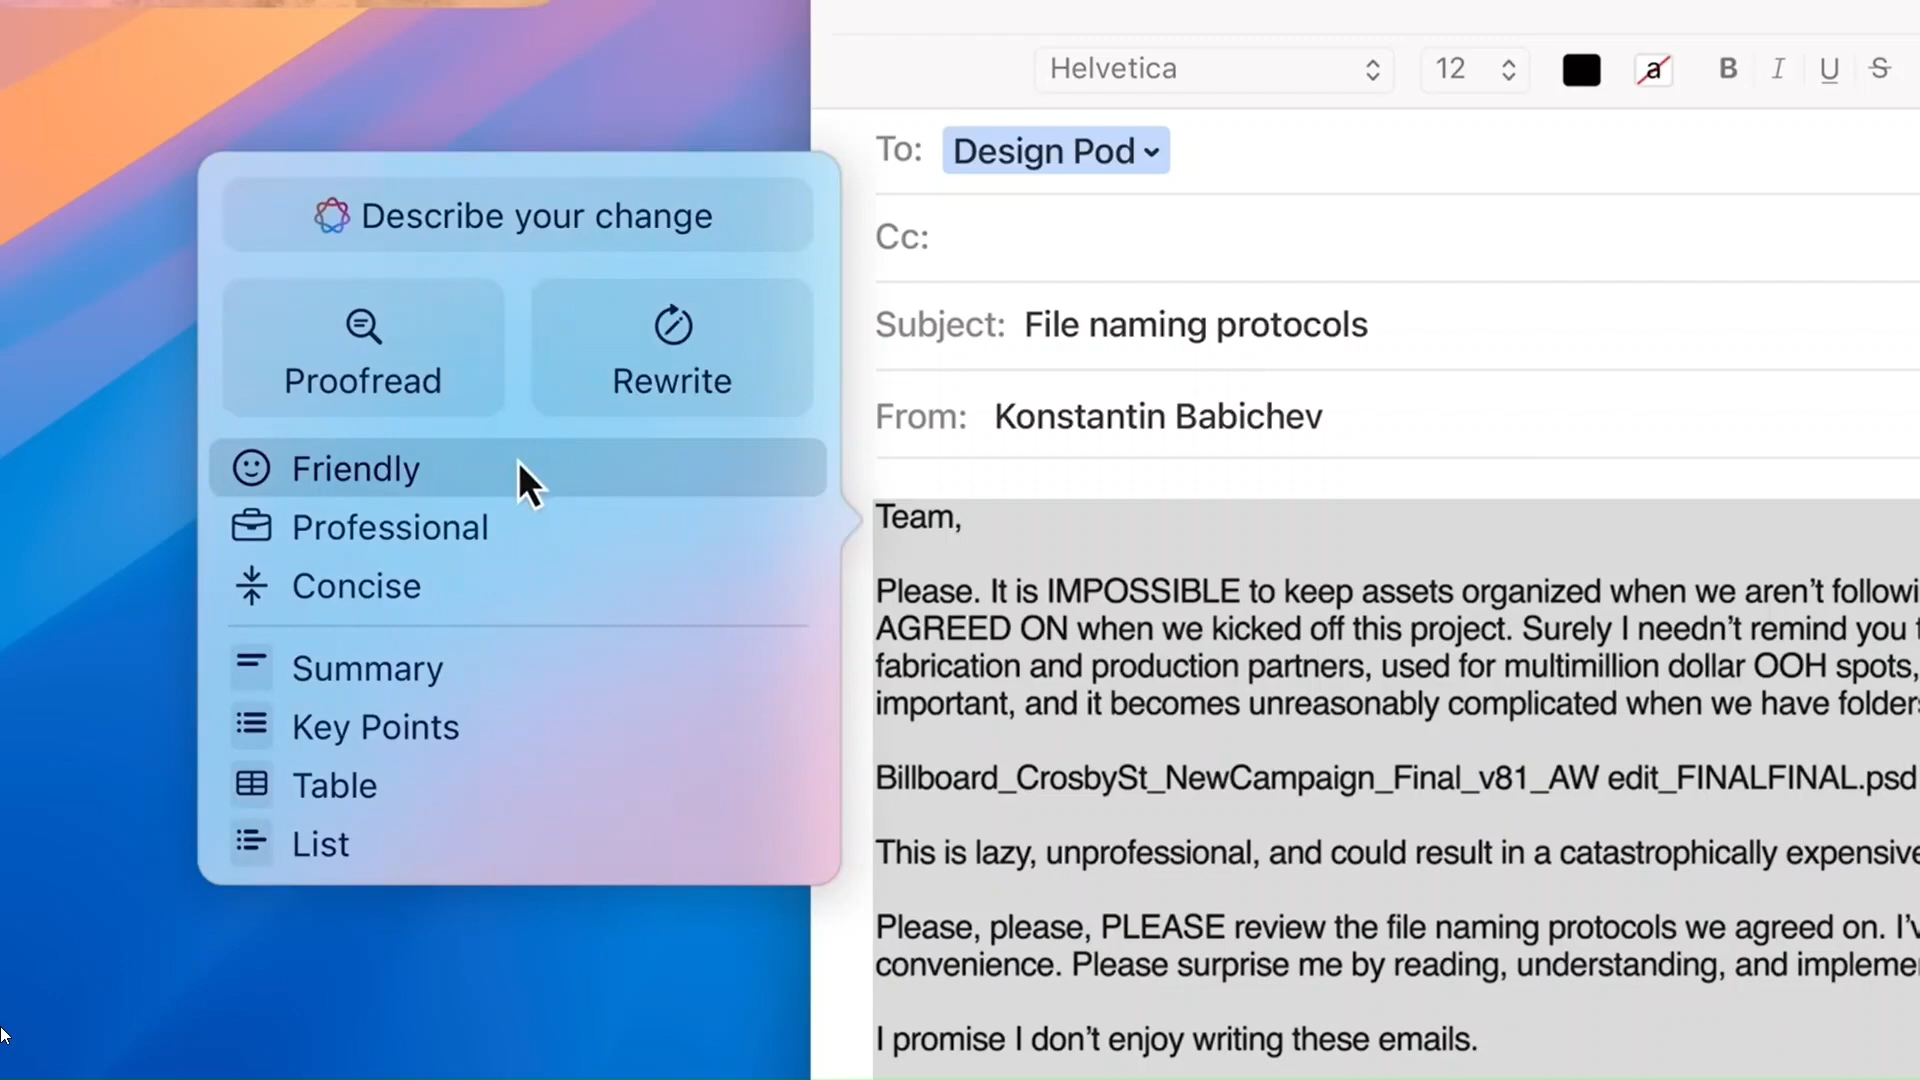 Helvetica 12 a B I U S
To: Design Pod
Cc:
Subject: File naming protocols
From: Konstantin Babichev
Describe your change
Proofread Rewrite
Friendly
Professional
Concise
Summary
Key Points
Table
List
Team,
Please. It is IMPOSSIBLE to keep assets organized when we aren’t followi
AGREED ON when we kicked off this project. Surely I needn’t remind you
fabrication and production partners, used for multimillion dollar OOH spots,
important, and it becomes unreasonably complicated when we have folders
Billboard_CrosbySt_NewCampaign_Final_v81_AW edit_FINALFINAL.psd
This is lazy, unprofessional, and could result in a catastrophically expensive
Please, please, PLEASE review the file naming protocols we agreed on. I’v
convenience. Please surprise me by reading, understanding, and impleme
I promise I don’t enjoy writing these emails.